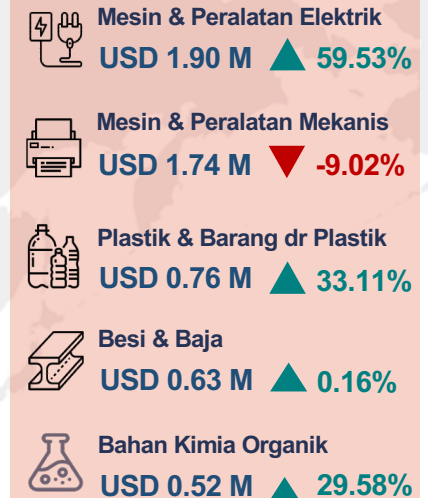 Mesin & Peralatan Elektrik
USD 1.90 M 59.53%
Mesin & Peralatan Mekanis
USD 1.74 M -9.02%
Plastik & Barang dr Plastik
USD 0.76 M 33.11%
Besi & Baja
USD 0.63 M 0.16%
Bahan Kimia Organik
USD 0.52 M 29.58%